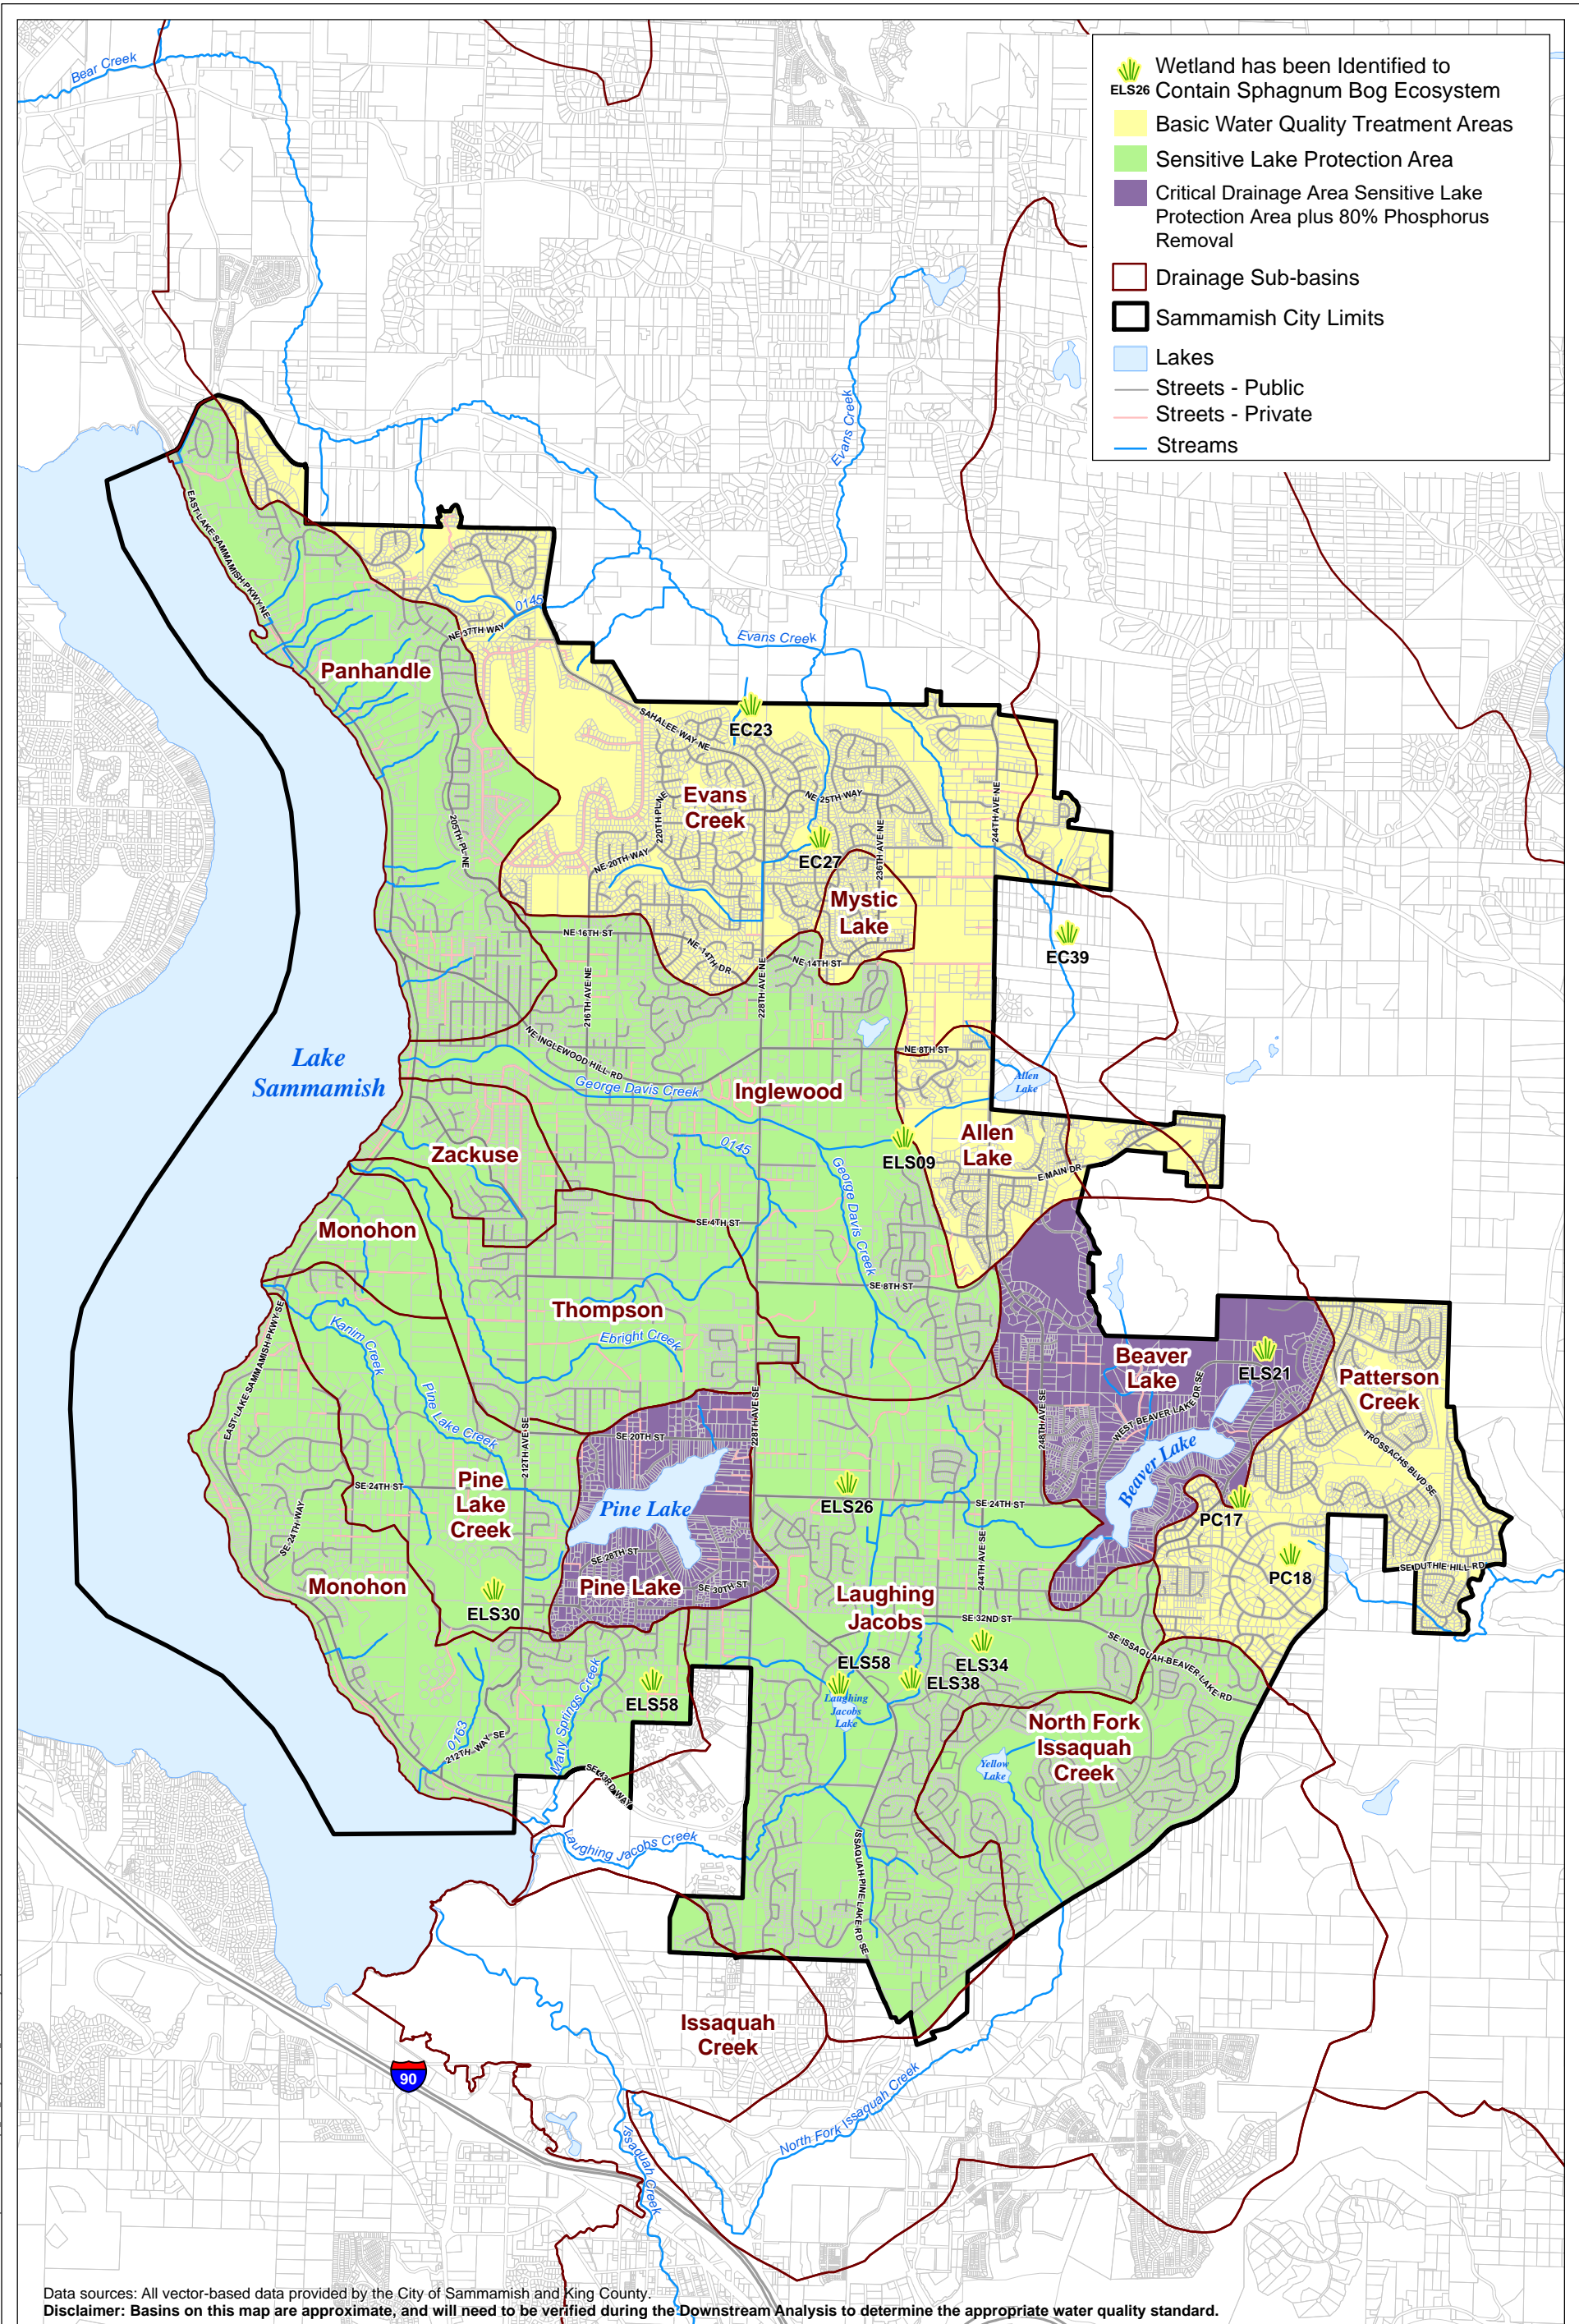 Wetland has been Identified to
ELS26 Contain Sphagnum Bog Ecosystem
Basic Water Quality Treatment Areas
Sensitive Lake Protection Area
Critical Drainage Area Sensitive Lake
Protection Area plus 80% Phosphorus
Removal
Drainage Sub-basins
Sammamish City Limits
Lakes
Streets - Public
Streets - Private
Streams
Bear Creek
Evans Creek
EAST LAKE SAMMAMISH PKWY NE
0145
NE 37TH WAY
Evans Creek
Panhandle
SAHALEE WAY NE
EC23
205TH PL NE
220TH PL NE
Evans
Creek
NE 25TH WAY
244TH AVE NE
236TH AVE NE
NE 20TH WAY
EC27
Mystic
Lake
NE 16TH ST
NE 14TH DR
NE 14TH ST
EC39
216TH AVE NE
228TH AVE NE
NE INGLEWOOD HILL RD
NE 8TH ST
Lake
Sammamish
George Davis Creek
Inglewood
Allen
Lake
Zackuse
0145
ELS09
Allen
Lake
E MAIN DR
George Davis Creek
Monohon
SE 4TH ST
SE 8TH ST
Thompson
Ebright Creek
Kanim Creek
EAST LAKE SAMMAMISH PKWY SE
Pine Lake Creek
Beaver
Lake
ELS21
Patterson
Creek
WEST BEAVER LAKE DR SE
248TH AVE SE
228TH AVE SE
212TH AVE SE
SE 20TH ST
TROSSACHS BLVD SE
Beaver Lake
SE 24TH ST
Pine
Lake
Creek
Pine Lake
ELS26
SE 24TH ST
PC17
SE 24TH WAY
SE 28TH ST
244TH AVE SE
PC18
SE DUTHIE HILL RD
Monohon
ELS30
Pine Lake
SE 30TH ST
Laughing
Jacobs
SE 32ND ST
SE ISSAQUAH BEAVER LAKE RD
ELS34
ELS58
ELS38
ELS58
Laughing
Jacobs
Lake
Many Springs Creek
0163
212TH WAY SE
North Fork
Issaquah
Creek
Yellow
Lake
SE 43RD WAY
Laughing Jacobs Creek
ISSAQUAH PINE LAKE RD SE
Issaquah
Creek
90
North Fork Issaquah Creek
Issaquah Creek
Data sources: All vector-based data provided by the City of Sammamish and King County.
Disclaimer: Basins on this map are approximate, and will need to be verified during the Downstream Analysis to determine the appropriate water quality standard.